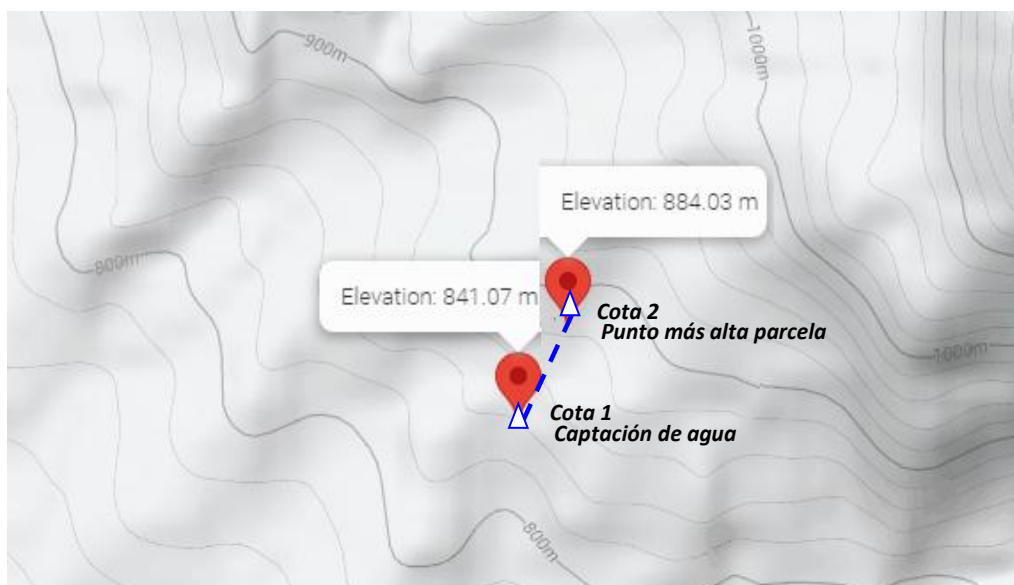 900m
1000m
Elevation: 884.03 m
800m
Elevation: 841.07 m
Cota 2
Punto más alta parcela
1000m
Cota 1
Captación de agua
800m